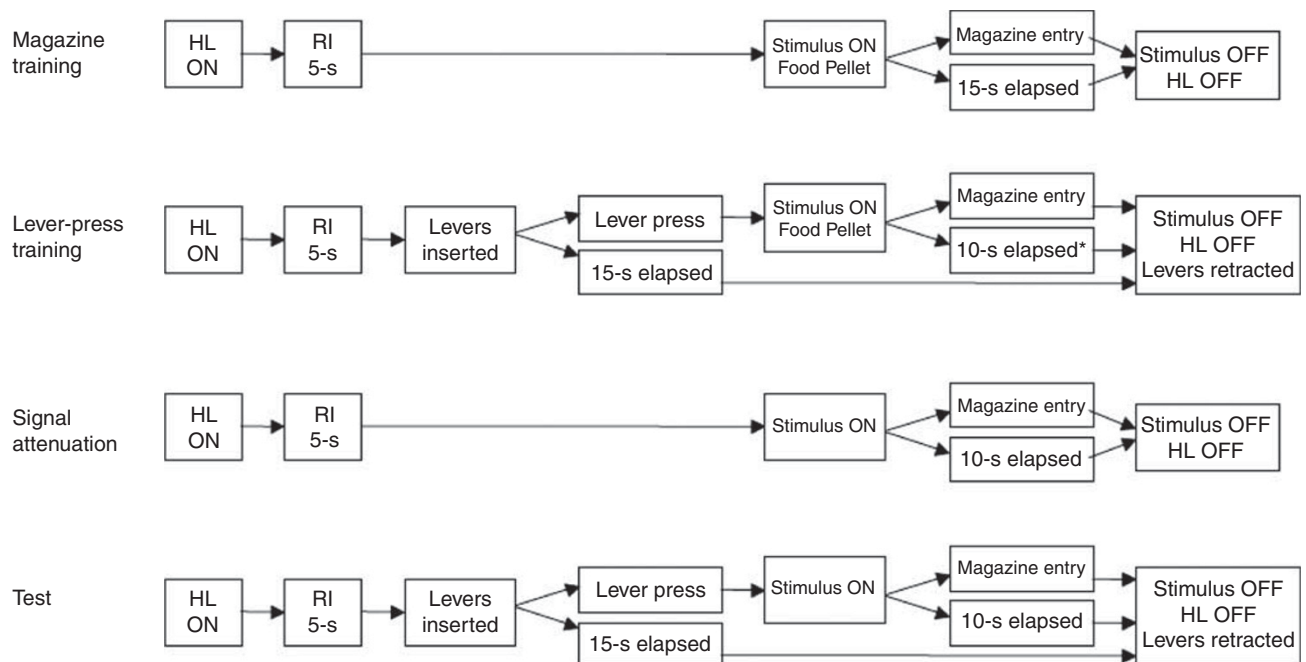 Magazine
training
HL
ON
RI
5-s
Stimulus ON
Food Pellet
Magazine entry
15-s elapsed
Stimulus OFF
HL OFF
Lever-press
training
HL
ON
RI
5-s
Levers
inserted
Lever press
15-s elapsed
Stimulus ON
Food Pellet
Magazine entry
10-s elapsed*
Stimulus OFF
HL OFF
Levers retracted
Signal
attenuation
HL
ON
RI
5-s
Stimulus ON
Magazine entry
10-s elapsed
Stimulus OFF
HL OFF
Test
HL
ON
RI
5-s
Levers
inserted
Lever press
15-s elapsed
Stimulus ON
Magazine entry
10-s elapsed
Stimulus OFF
HL OFF
Levers retracted